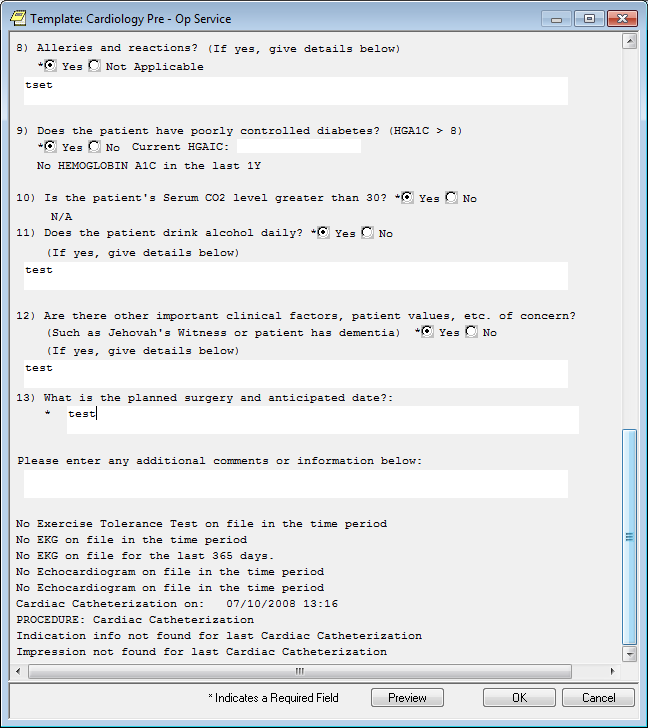 Template: Cardiology Pre - Op Service
8) Alleries and reactions? (If yes, give details below)
* Yes Not Applicable
tset
9) Does the patient have poorly controlled diabetes? (HGA1C > 8)
* Yes No Current HGAIC:
No HEMOGLOBIN A1C in the last 1Y
10) Is the patient's Serum CO2 level greater than 30? * Yes No
N/A
11) Does the patient drink alcohol daily? * Yes No
(If yes, give details below)
test
12) Are there other important clinical factors, patient values, etc. of concern?
(Such as Jehovah's Witness or patient has dementia) * Yes No
(If yes, give details below)
test
13) What is the planned surgery and anticipated date?:
* test
Please enter any additional comments or information below:
No Exercise Tolerance Test on file in the time period
No EKG on file in the time period
No EKG on file for the last 365 days.
No Echocardiogram on file in the time period
No Echocardiogram on file in the time period
Cardiac Catheterization on: 07/10/2008 13:16
PROCEDURE: Cardiac Catheterization
Indication info not found for last Cardiac Catheterization
Impression not found for last Cardiac Catheterization
* Indicates a Required Field Preview OK Cancel